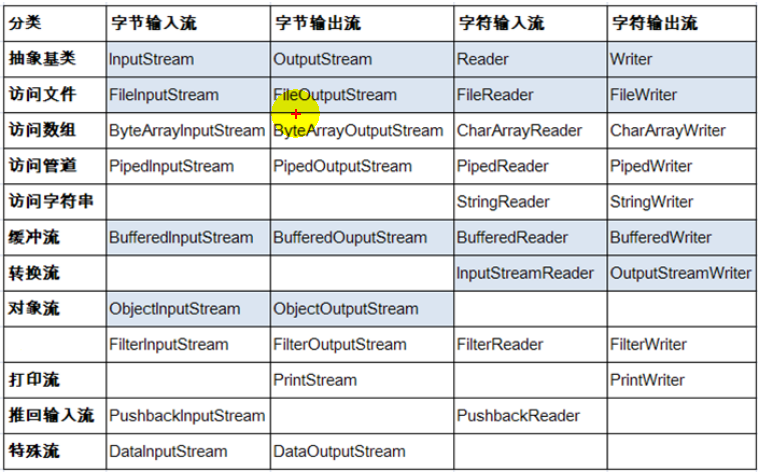 分类 字节输入流 字节输出流 字符输入流 字符输出流
抽象基类 InputStream OutputStream Reader Writer
访问文件 FileInputStream FileOutputStream FileReader FileWriter
访问数组 ByteArrayInputStream ByteArrayOutputStream CharArrayReader CharArrayWriter
访问管道 PipedInputStream PipedOutputStream PipedReader PipedWriter
访问字符串 StringReader StringWriter
缓冲流 BufferedInputStream BufferedOuputStream BufferedReader BufferedWriter
转换流 InputStreamReader OutputStreamWriter
对象流 ObjectInputStream ObjectOutputStream
FilterInputStream FilterOutputStream FilterReader FilterWriter
打印流 PrintStream PrintWriter
推回输入流 PushbackInputStream PushbackReader
特殊流 DataInputStream DataOutputStream